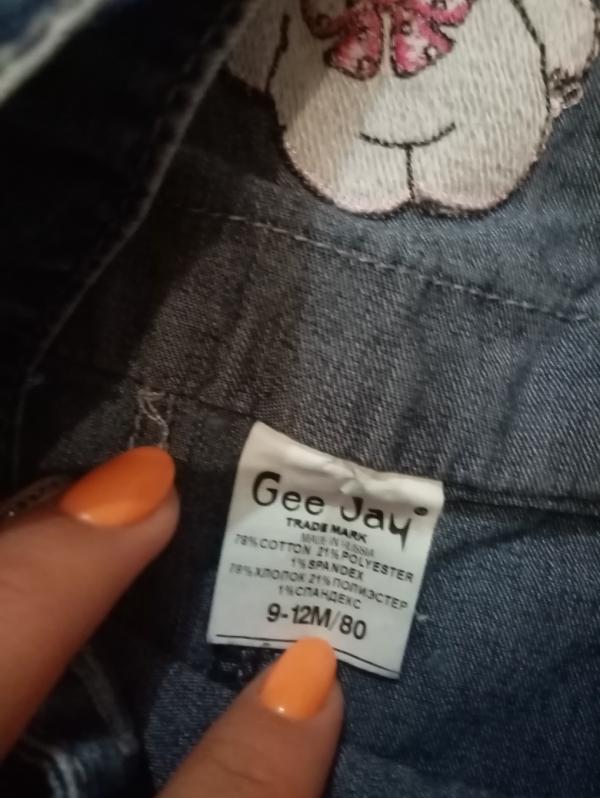 Gee Jay®
TRADE MARK
MADE IN RUSSIA
78%COTTON 21%POLYESTER
1%SPANDEX
78%ХЛОПОК 21%ПОЛИЭСТЕР
1%СПАНДЕКС
9-12M/80